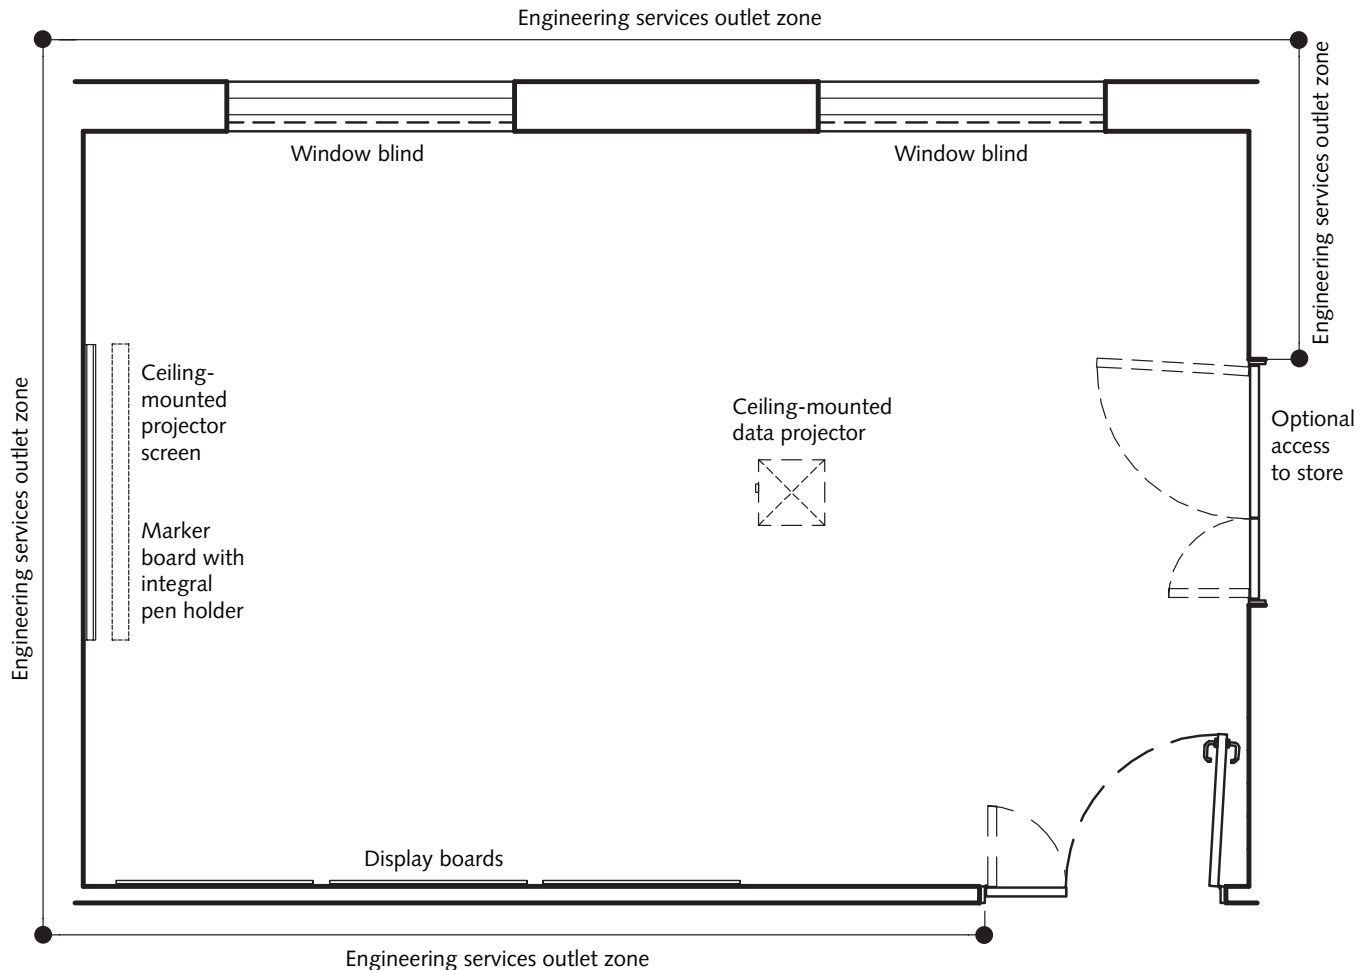 Engineering services outlet zone
Engineering services outlet zone
Window blind
Window blind
Ceiling-
mounted
projector
screen
Ceiling-mounted
data projector
Optional
access
to store
Engineering services outlet zone
Marker
board with
integral
pen holder
Display boards
Engineering services outlet zone